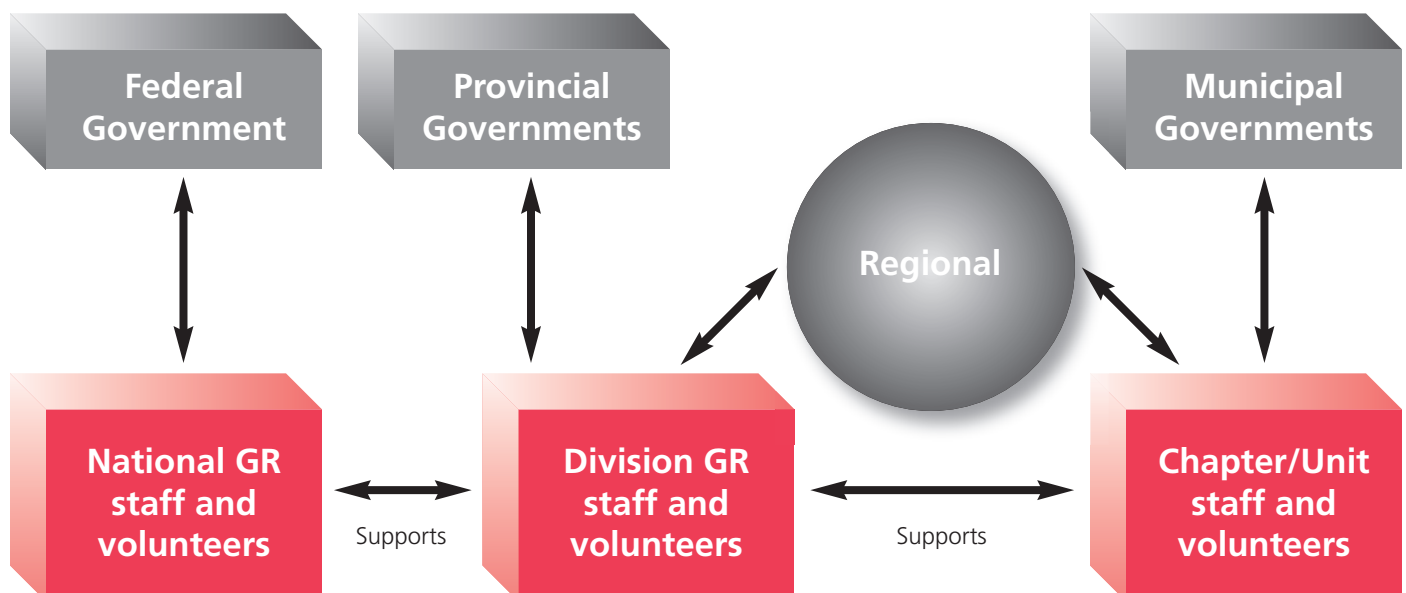 Federal
Government
Provincial
Governments
Municipal
Governments
Regional
National GR
staff and
volunteers
Supports
Division GR
staff and
volunteers
Supports
Chapter/Unit
staff and
volunteers